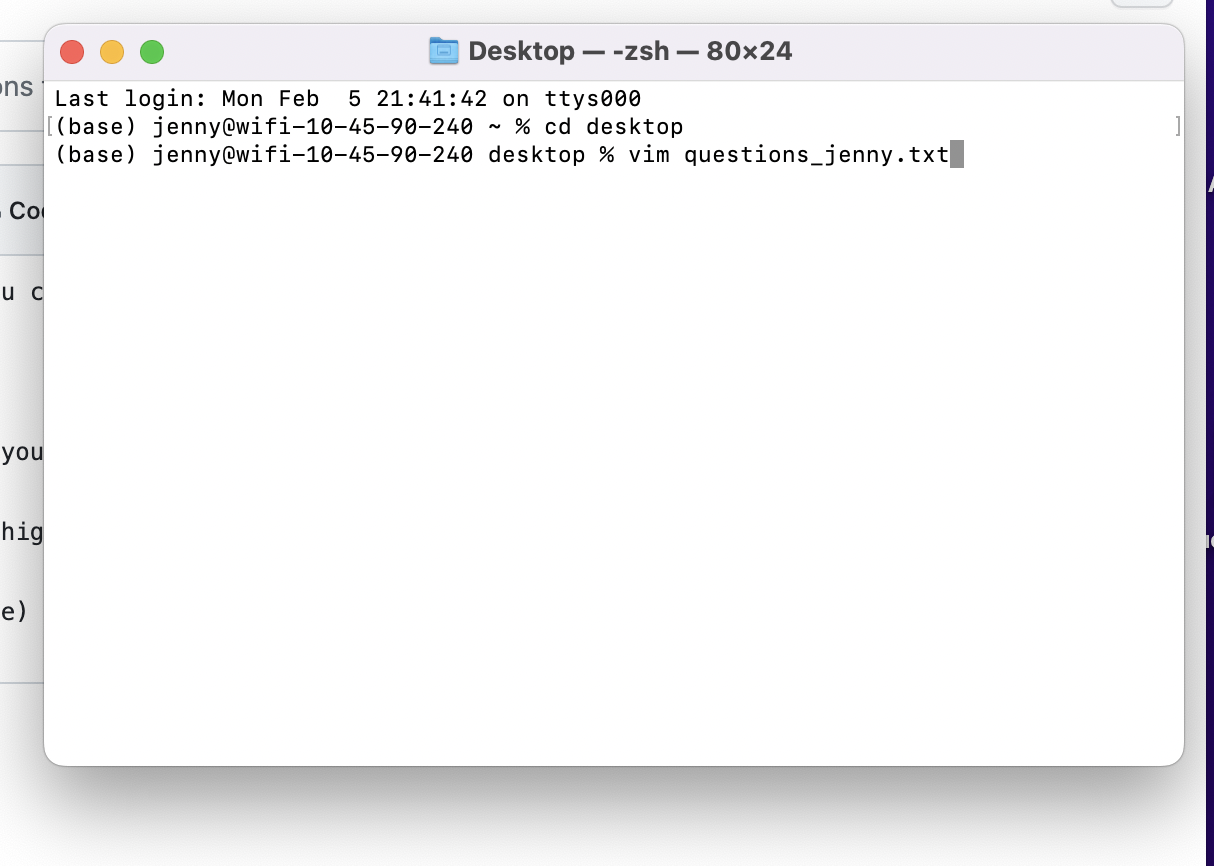 Desktop — -zsh — 80×24
Last login: Mon Feb  5 21:41:42 on ttys000
[(base) jenny@wifi-10-45-90-240 ~ % cd desktop ]
(base) jenny@wifi-10-45-90-240 desktop % vim questions_jenny.txt
ons
Co
u c
you
hig
e)